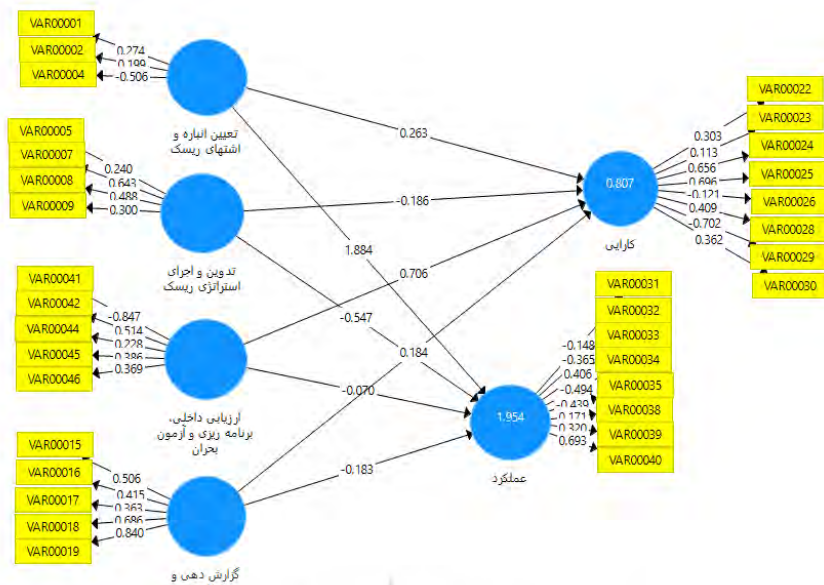 VAR00001
VAR00002
VAR00004
0.274
0.199
-0.506
تعیین انباره و
اشتهای ریسک
VAR00005
VAR00007
VAR00008
VAR00009
0.240
0.643
0.488
0.300
تدوین و اجرای
استراتژی ریسک
VAR00041
VAR00042
VAR00044
VAR00045
VAR00046
-0.847
0.514
0.228
0.386
0.369
ارزیابی داخلی،
برنامه ریزی و آزمون
بحران
VAR00015
VAR00016
VAR00017
VAR00018
VAR00019
0.506
0.415
0.363
0.686
0.840
گزارش دهی و
0.263
-0.186
1.884
0.706
-0.547
0.184
-0.070
-0.183
0.807
کارایی
0.303
0.113
0.656
0.696
-0.121
0.409
-0.702
0.362
VAR00022
VAR00023
VAR00024
VAR00025
VAR00026
VAR00028
VAR00029
VAR00030
1.954
عملکرد
-0.148
-0.365
0.406
-0.494
-0.439
0.171
0.320
0.693
VAR00031
VAR00032
VAR00033
VAR00034
VAR00035
VAR00038
VAR00039
VAR00040